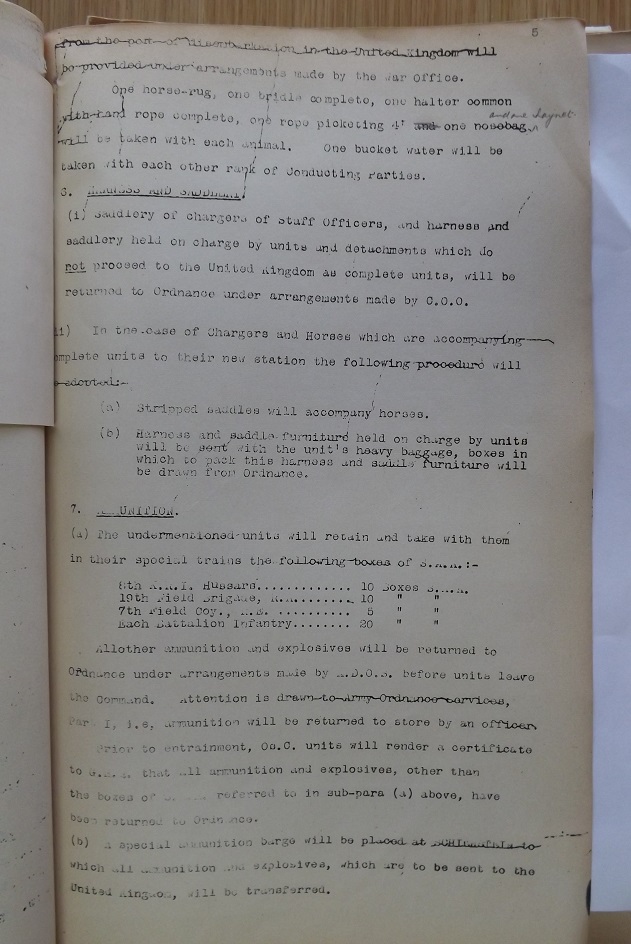 5
from the port of disembarkation in the United Kingdom will
be provided under arrangements made by the War Office.
One horse-rug, one bridle complete, one halter common
with hand rope complete, one rope picketing 4' and one nosebag and one haynet
will be taken with each animal. One bucket water will be
taken with each other rank of Conducting Parties.
6. HARNESS AND SADDLERY.
(i) Saddlery of chargers of Staff Officers, and harness and
saddlery held on charge by units and detachments which do
not proceed to the United Kingdom as complete units, will be
returned to Ordnance under arrangements made by C.O.O.
ii) In the case of Chargers and Horses which are accompanying
omplete units to their new station the following procedure will
e adopted:-
(a) Stripped saddles will accompany horses.
(b) Harness and saddle furniture held on charge by units
will be sent with the unit's heavy baggage, boxes in
which to pack this harness and saddle furniture will
be drawn from Ordnance.
7. UNITION.
(a) The undermentioned units will retain and take with them
in their special trains the following boxes of S.A.A.:-
8th K.R.I. Hussars............ 10 Boxes S.A.A.
19th Field Brigade, R.A......... 10 " "
7th Field Coy., R.E. .......... 5 " "
Each Battalion Infantry........ 20 " "
Allother ammunition and explosives will be returned to
Ordnance under arrangements made by A.D.O.S. before units leave
the Command. Attention is drawn to Army Ordnance Services,
Part I, i.e, ammunition will be returned to store by an officer.
Prior to entrainment, Os.C. units will render a certificate
to that all ammunition and explosives, other than
the boxes of S.A.A. referred to in sub-para (a) above, have
been returned to Ordnance.
(b) A special ammunition barge will be placed at to
which all ammunition and explosives, which are to be sent to the
United Kingdom, will be transferred.